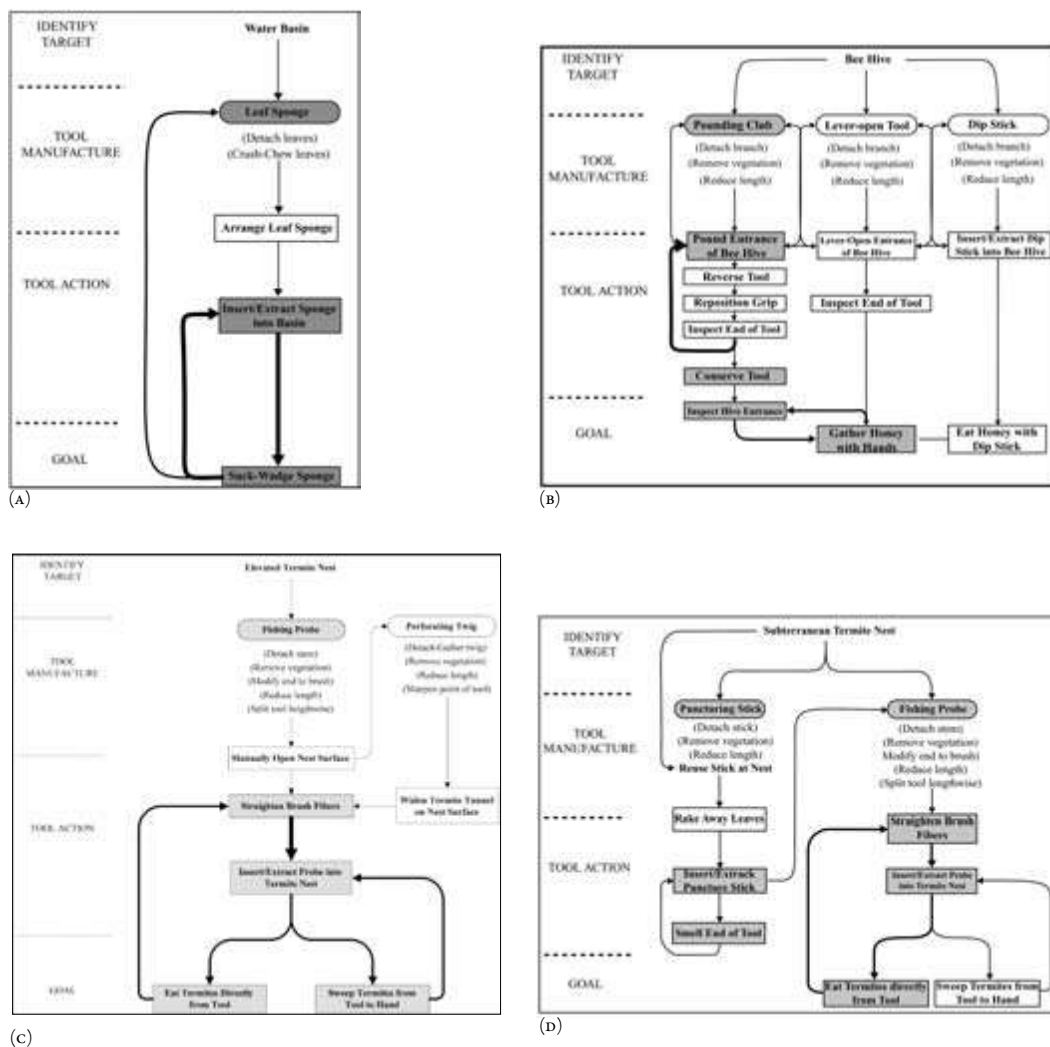 IDENTIFY
TARGET
Water Basin
Leaf Sponge
TOOL
MANUFACTURE
(Detach leaves)
(Crush-Chew leaves)
Arrange Leaf Sponge
TOOL ACTION
Insert/Extract Sponge
into Basin
GOAL
Suck-Wadge Sponge
(A)
IDENTIFY
TARGET
Bee Hive
Pounding Club
Lever-open Tool
Dip Stick
TOOL
MANUFACTURE
(Detach branch)
(Remove vegetation)
(Reduce length)
(Detach branch)
(Remove vegetation)
(Reduce length)
(Detach branch)
(Remove vegetation)
(Reduce length)
Pound Entrance
of Bee Hive
Lever-Open Entrance
of Bee Hive
Insert/Extract Dip
Stick into Bee Hive
TOOL ACTION
Reverse Tool
Reposition Grip
Inspect End of Tool
Inspect End of Tool
Conserve Tool
GOAL
Inspect Hive Entrance
Gather Honey
with Hands
Eat Honey with
Dip Stick
(B)
IDENTIFY
TARGET
Elevated Termite Nest
Fishing Probe
Perforating Twig
TOOL
MANUFACTURE
(Detach stem)
(Remove vegetation)
(Modify end to brush)
(Reduce length)
(Split tool lengthwise)
(Detach-Gather twig)
(Remove vegetation)
(Reduce length)
(Sharpen point of tool)
Manually Open Nest Surface
TOOL ACTION
Straighten Brush Fibers
Widen Termite Tunnel
on Nest Surface
Insert/Extract Probe into
Termite Nest
GOAL
Eat Termites Directly
from Tool
Sweep Termites from
Tool to Hand
(C)
IDENTIFY
TARGET
Subterranean Termite Nest
Puncturing Stick
Fishing Probe
TOOL
MANUFACTURE
(Detach stick)
(Remove vegetation)
(Reduce length)
Reuse Stick at Nest
(Detach stem)
(Remove vegetation)
Modify end to brush)
(Reduce length)
(Split tool lengthwise)
Rake Away Leaves
Straighten Brush
Fibers
TOOL ACTION
Insert/Extrack
Puncture Stick
Insert/Extract Probe
into Termite Nest
Smell End of Tool
GOAL
Eat Termites directly
from Tool
Sweep Termites from
Tool to Hand
(D)